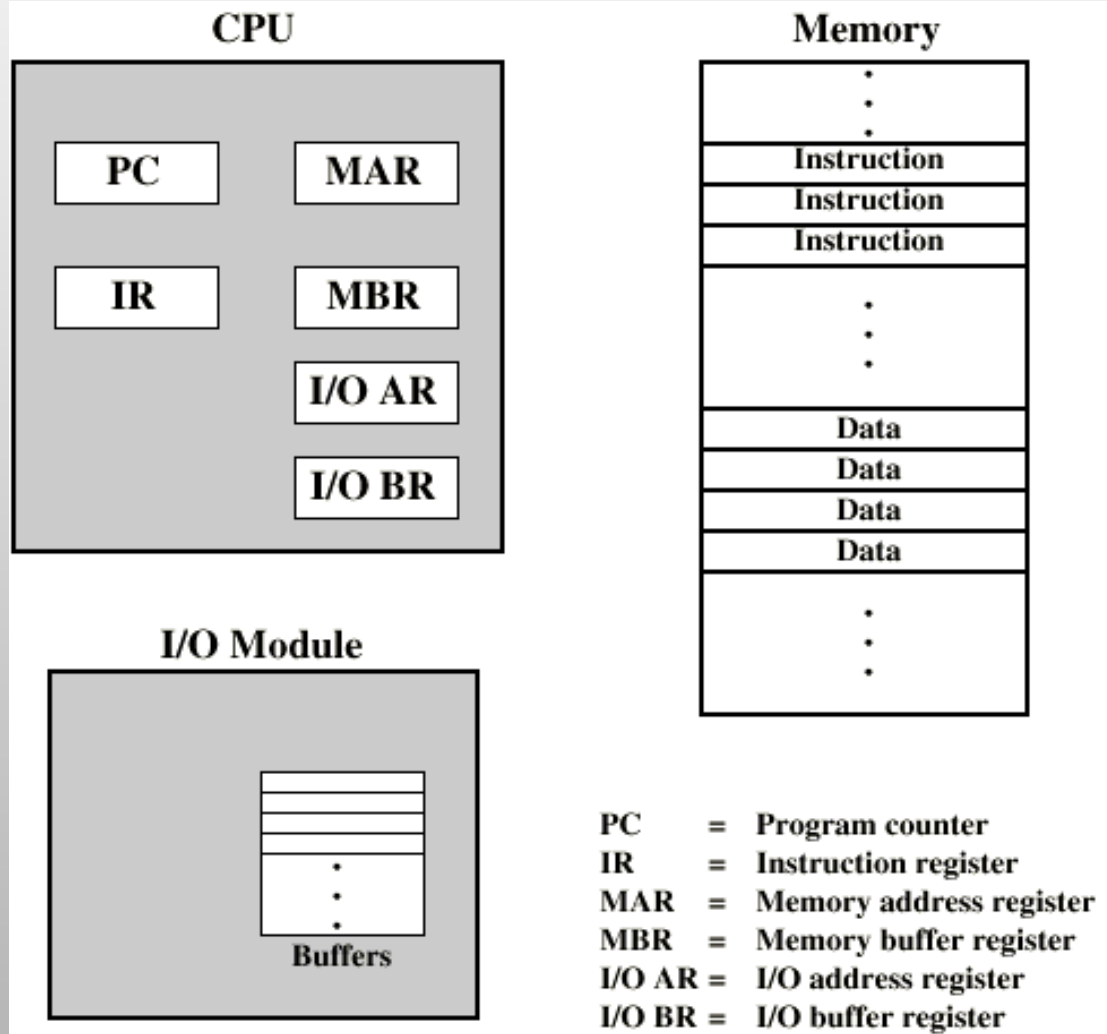 CPU
PC
MAR
IR
MBR
I/O AR
I/O BR
Memory
Instruction
Instruction
Instruction
Data
Data
Data
Data
I/O Module
Buffers
PC = Program counter
IR = Instruction register
MAR = Memory address register
MBR = Memory buffer register
I/O AR = I/O address register
I/O BR = I/O buffer register